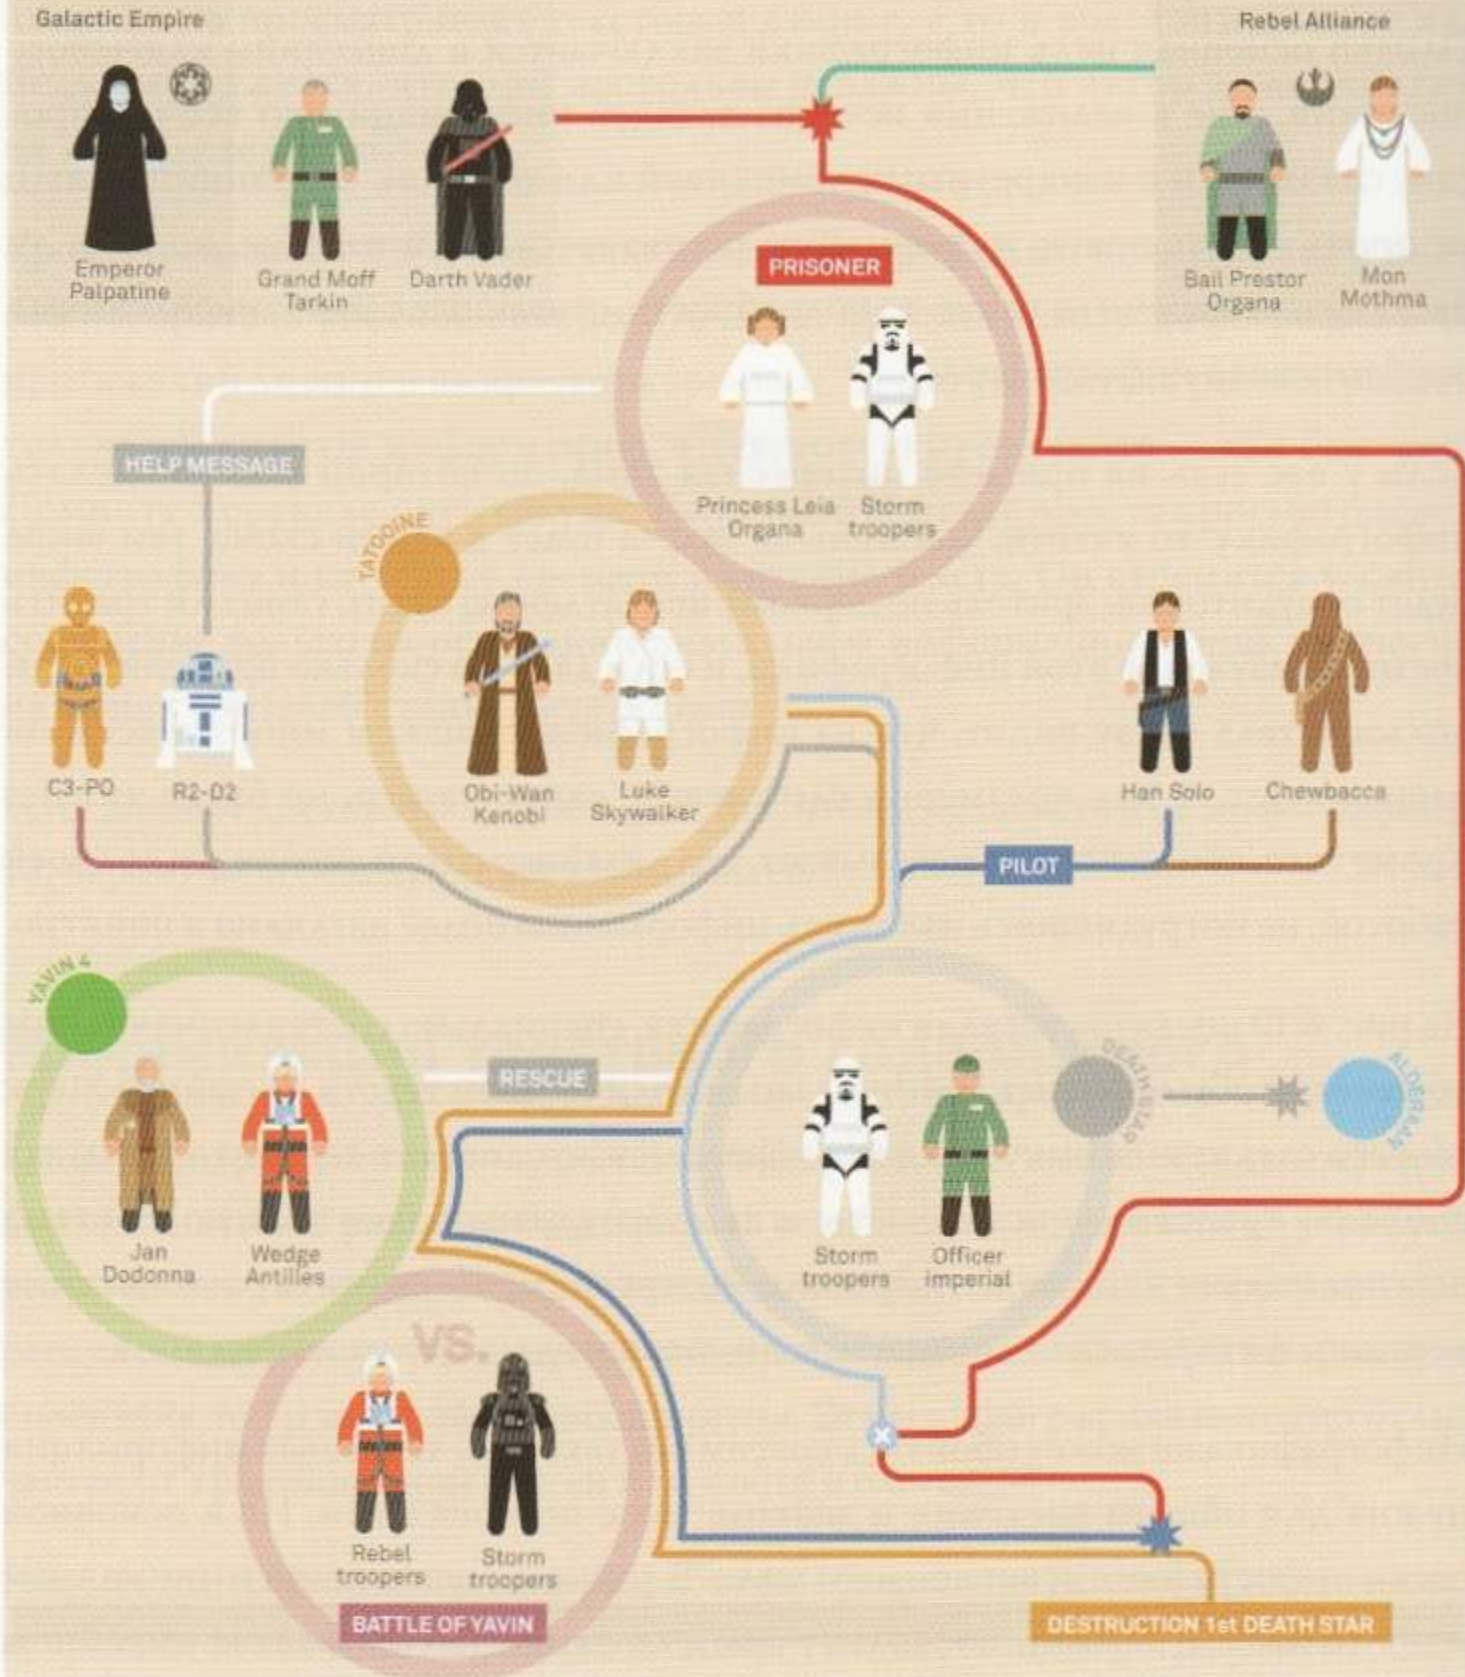 Galactic Empire
Rebel Alliance
Emperor
Palpatine
Grand Moff
Tarkin
Darth Vader
Bail Prestor
Organa
Mon
Mothma
PRISONER
Princess Leia
Organa
Storm
troopers
HELP MESSAGE
TATOOINE
C3-PO
R2-D2
Obi-Wan
Kenobi
Luke
Skywalker
Han Solo
Chewbacca
PILOT
YAVIN 4
Jan
Dodonna
Wedge
Antilles
RESCUE
Storm
troopers
Officer
imperial
DEATH STAR
ALDERAAN
VS.
Rebel
troopers
Storm
troopers
BATTLE OF YAVIN
DESTRUCTION 1st DEATH STAR